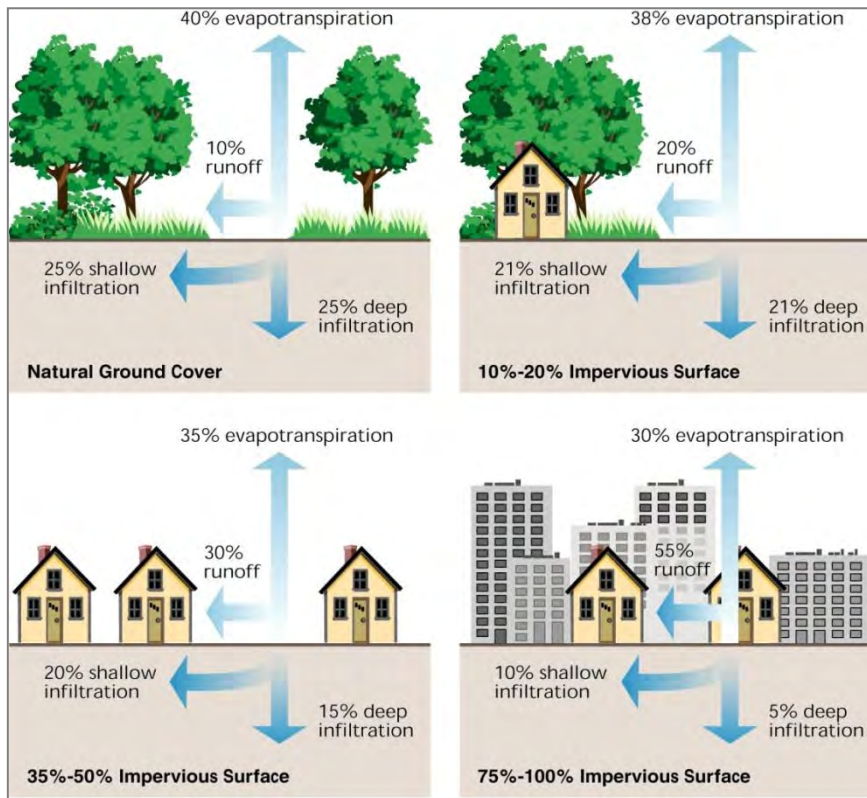 40% evapotranspiration
10%
runoff
25% shallow
infiltration
25% deep
infiltration
Natural Ground Cover
38% evapotranspiration
20%
runoff
21% shallow
infiltration
21% deep
infiltration
10%-20% Impervious Surface
35% evapotranspiration
30%
runoff
20% shallow
infiltration
15% deep
infiltration
35%-50% Impervious Surface
30% evapotranspiration
55%
runoff
10% shallow
infiltration
5% deep
infiltration
75%-100% Impervious Surface